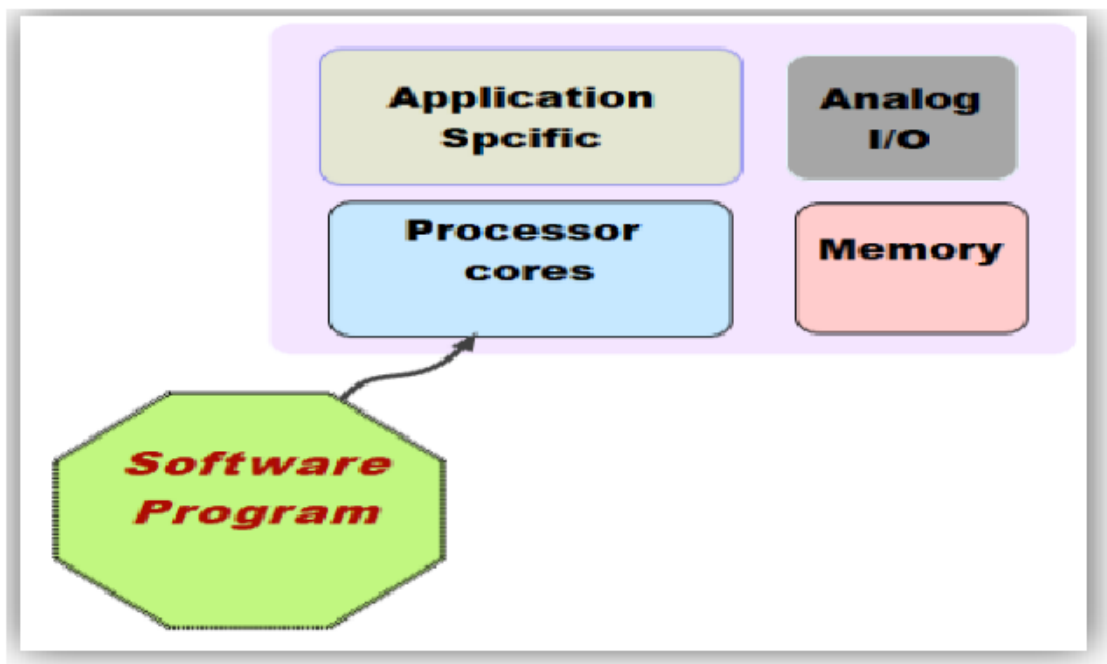 Application
Spcific
Analog
I/O
Processor
cores
Memory
Software
Program